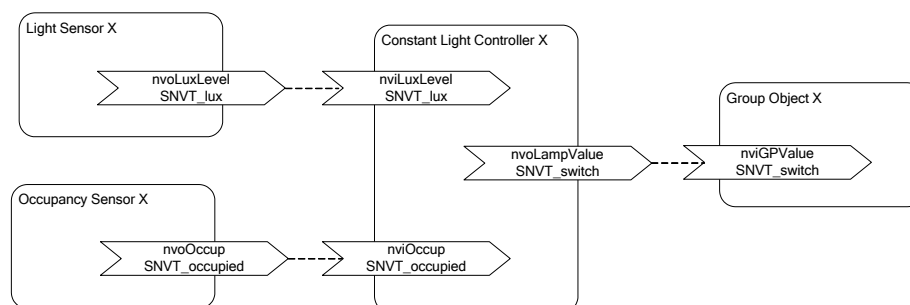 Light Sensor X
nvoLuxLevel
SNVT_lux
Constant Light Controller X
nviLuxLevel
SNVT_lux
nvoLampValue
SNVT_switch
Group Object X
nviGPValue
SNVT_switch
Occupancy Sensor X
nvoOccup
SNVT_occupied
nviOccup
SNVT_occupied